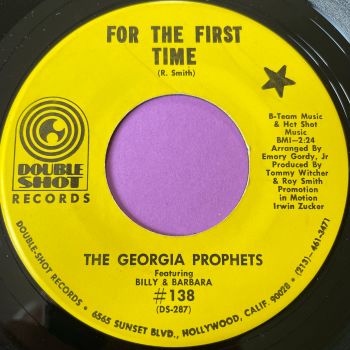 FOR THE FIRST
TIME
(R. Smith)
B-Team Music
& Hot Shot
Music
BMI-2:24
Arranged By
Emory Gordy, Jr
Produced by
Tommy Witcher
& Roy Smith
Promotion
in Motion
Irwin Zucker
DOUBLE
SHOT
RECORDS
THE GEORGIA PROPHETS
Featuring
BILLY & BARBARA
#138
(DS-287)
DOUBLE-SHOT RECORDS • 6565 SUNSET BLVD., HOLLYWOOD, CALIF. 90028 • (213)-461-3471